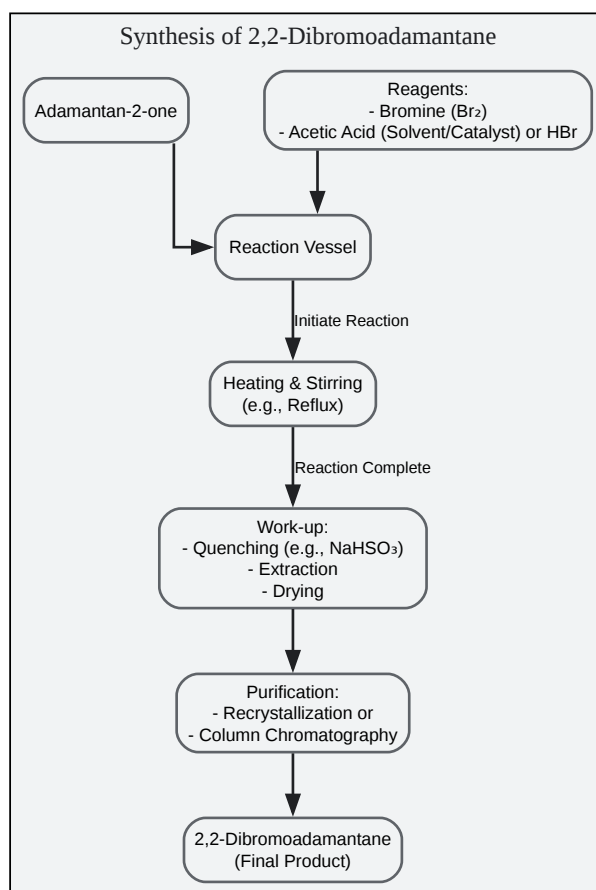 Synthesis of 2,2-Dibromoadamantane
Adamantan-2-one
Reagents:
- Bromine (Br₂)
- Acetic Acid (Solvent/Catalyst) or HBr
Reaction Vessel
Initiate Reaction
Heating & Stirring
(e.g., Reflux)
Reaction Complete
Work-up:
- Quenching (e.g., NaHSO₃)
- Extraction
- Drying
Purification:
- Recrystallization or
- Column Chromatography
2,2-Dibromoadamantane
(Final Product)